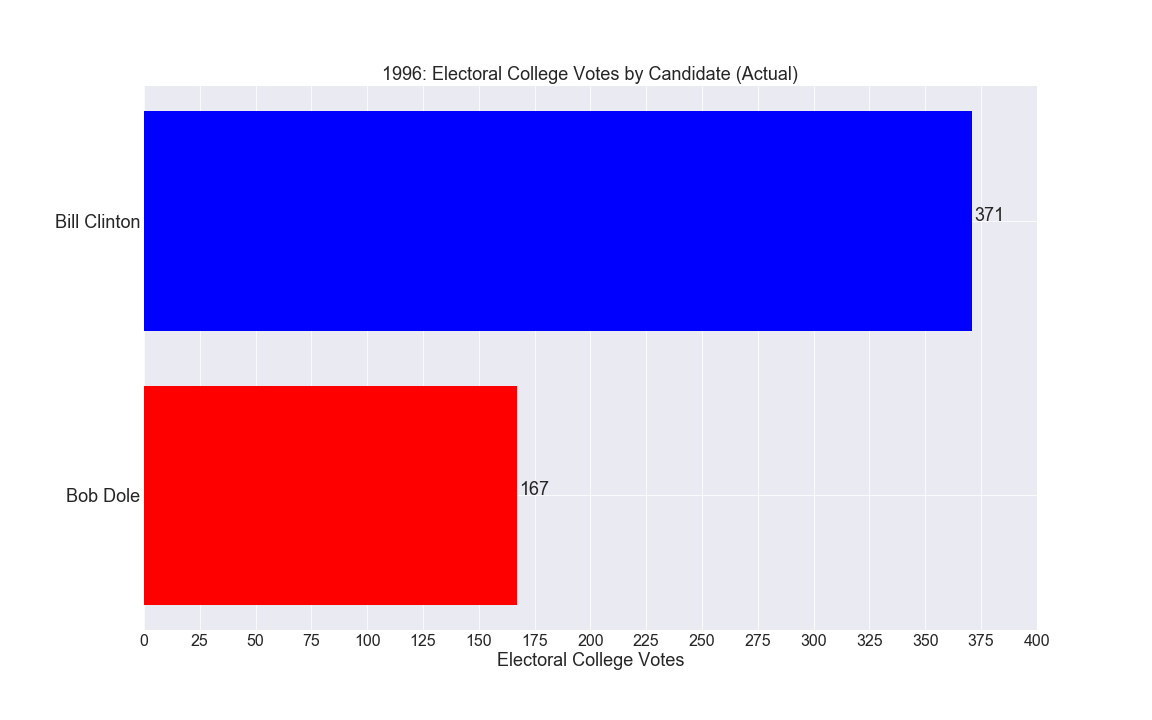 1996: Electoral College Votes by Candidate (Actual)
Bill Clinton
371
Bob Dole
167
0 25 50 75 100 125 150 175 200 225 250 275 300 325 350 375 400
Electoral College Votes